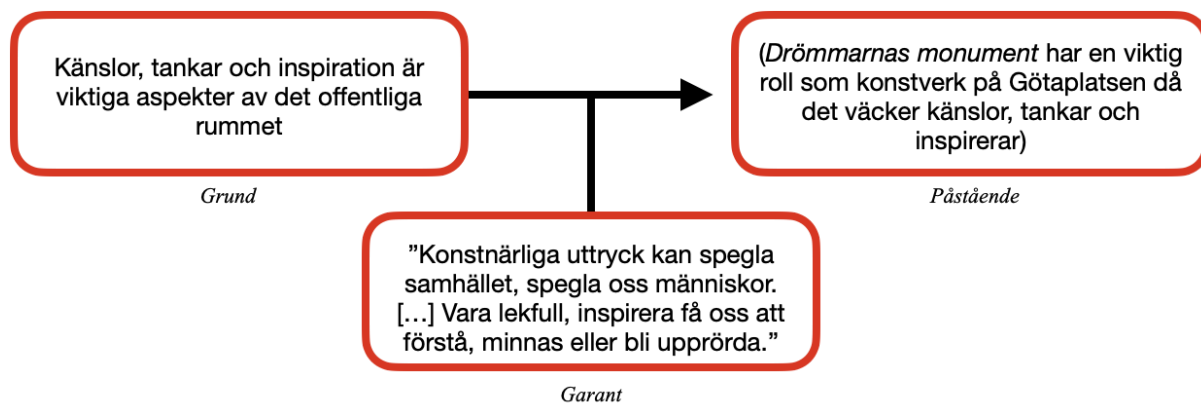 Känslor, tankar och inspiration är
viktiga aspekter av det offentliga
rummet
Grund
(Drömmarnas monument har en viktig
roll som konstverk på Götaplatsen då
det väcker känslor, tankar och
inspirerar)
Påstående
”Konstnärliga uttryck kan spegla
samhället, spegla oss människor.
[…] Vara lekfull, inspirera få oss att
förstå, minnas eller bli upprörda.”
Garant